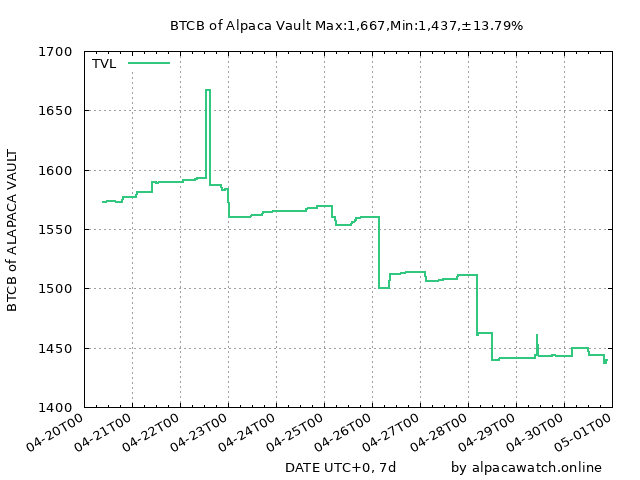 BTCB of Alpaca Vault Max:1,667,Min:1,437,±13.79%
1700
TVL
1650
1600
1550
1500
1450
1400
BTCB of ALAPACA VAULT
04-20T00
04-21T00
04-22T00
04-23T00
04-24T00
04-25T00
04-26T00
04-27T00
04-28T00
04-29T00
04-30T00
05-01T00
DATE UTC+0, 7d
by alpacawatch.online